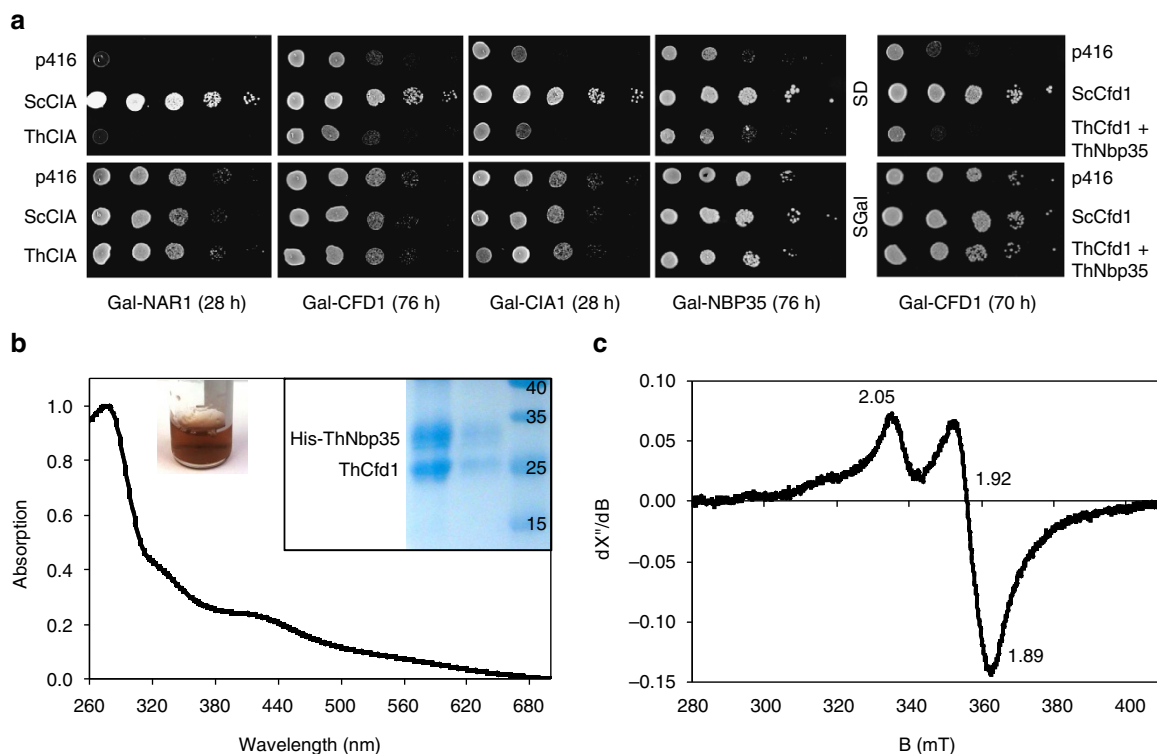 a
p416
ScCIA
ThCIA
p416
ScCIA
ThCIA
SD
SGal
p416
ScCfd1
ThCfd1 +
ThNbp35
p416
ScCfd1
ThCfd1 +
ThNbp35
Gal-NAR1 (28 h)
Gal-CFD1 (76 h)
Gal-CIA1 (28 h)
Gal-NBP35 (76 h)
Gal-CFD1 (70 h)
b
Absorption
1.0
0.8
0.6
0.4
0.2
0.0
His-ThNbp35
ThCfd1
40
35
25
15
260 320 380 440 500 560 620 680
Wavelength (nm)
c
dX"/dB
0.10
0.05
0.00
−0.05
−0.10
−0.15
2.05
1.92
1.89
280 300 320 340 360 380 400
B (mT)